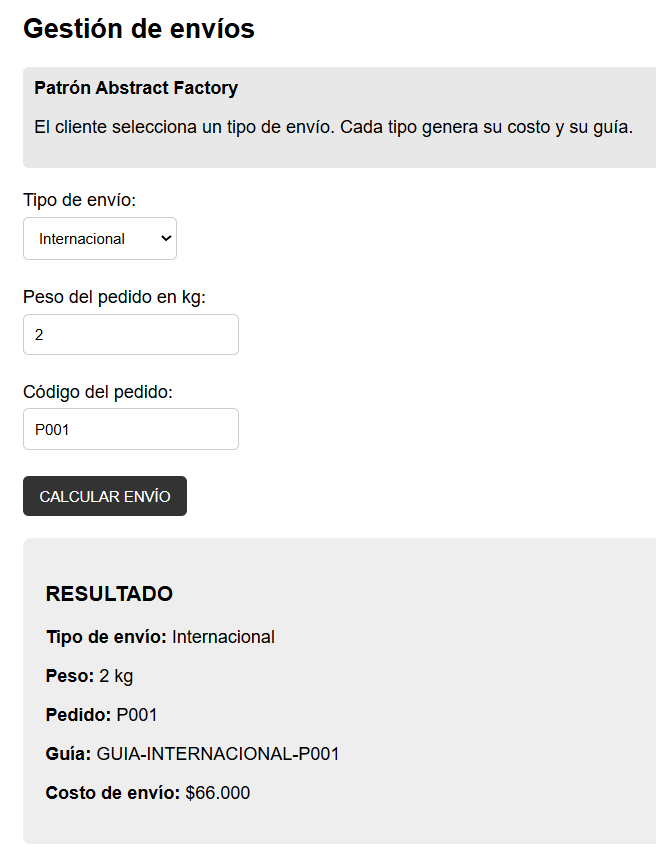 Gestión de envíos
Patrón Abstract Factory
El cliente selecciona un tipo de envío. Cada tipo genera su costo y su guía.
Tipo de envío:
Internacional
Peso del pedido en kg:
2
Código del pedido:
P001
CALCULAR ENVÍO
RESULTADO
Tipo de envío: Internacional
Peso: 2 kg
Pedido: P001
Guía: GUIA-INTERNACIONAL-P001
Costo de envío: $66.000